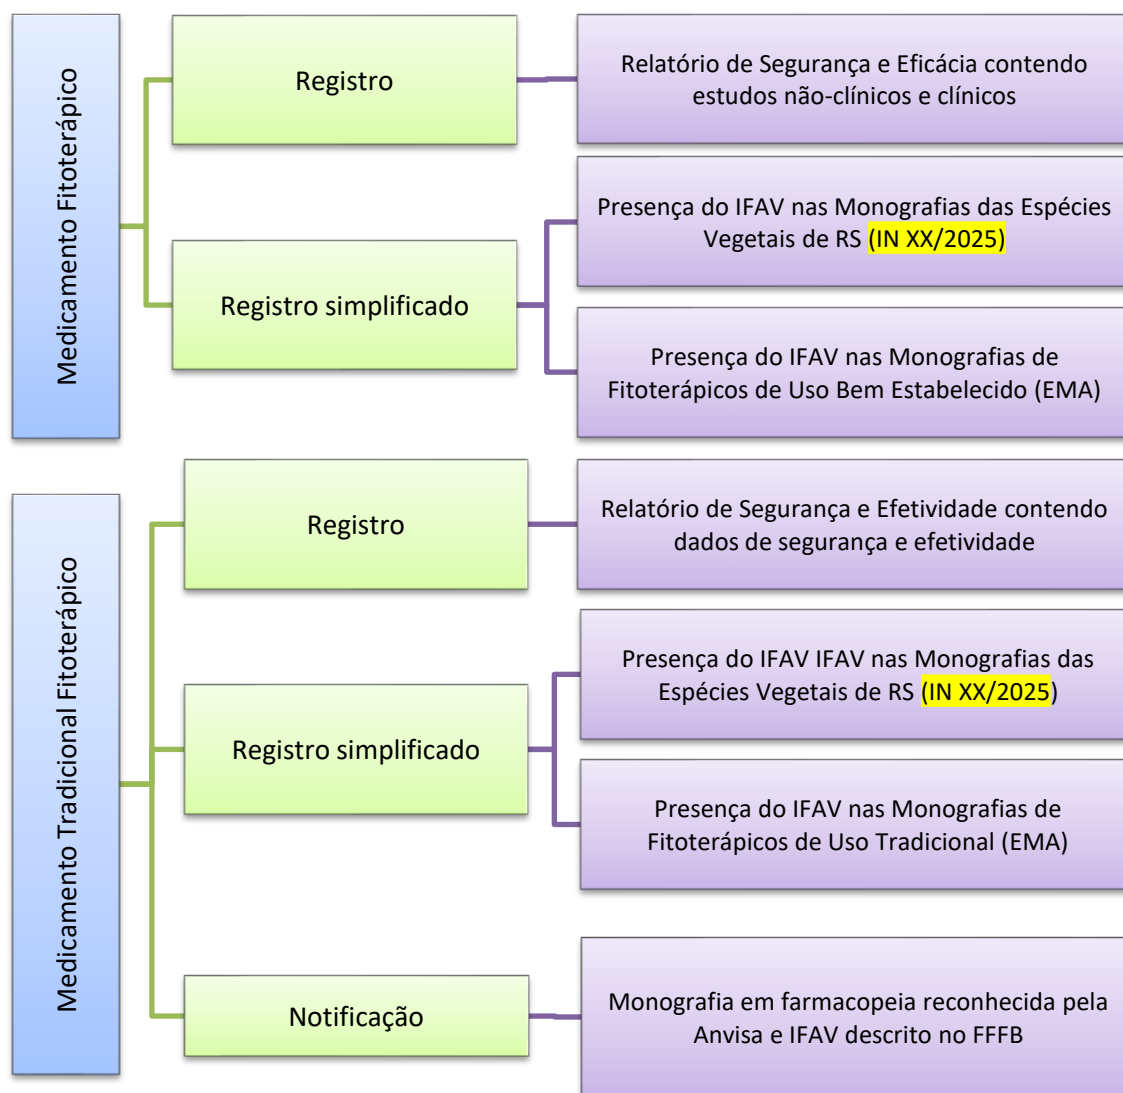 Medicamento Fitoterápico
Registro
Relatório de Segurança e Eficácia contendo
estudos não-clínicos e clínicos
Registro simplificado
Presença do IFAV nas Monografias das Espécies
Vegetais de RS (IN XX/2025)
Presença do IFAV nas Monografias de
Fitoterápicos de Uso Bem Estabelecido (EMA)
Medicamento Tradicional Fitoterápico
Registro
Relatório de Segurança e Efetividade contendo
dados de segurança e efetividade
Registro simplificado
Presença do IFAV IFAV nas Monografias das
Espécies Vegetais de RS (IN XX/2025)
Presença do IFAV nas Monografias de
Fitoterápicos de Uso Tradicional (EMA)
Notificação
Monografia em farmacopeia reconhecida pela
Anvisa e IFAV descrito no FFFB